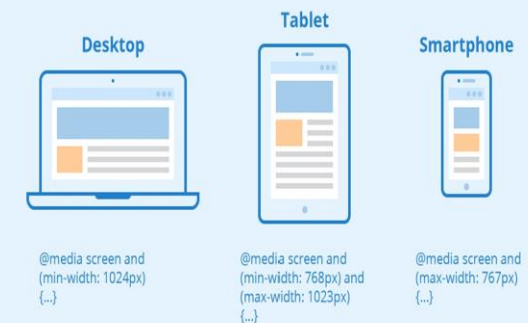 Desktop
@media screen and
(min-width: 1024px)
{...}
Tablet
@media screen and
(min-width: 768px) and
(max-width: 1023px)
{...}
Smartphone
@media screen and
(max-width: 767px)
{...}